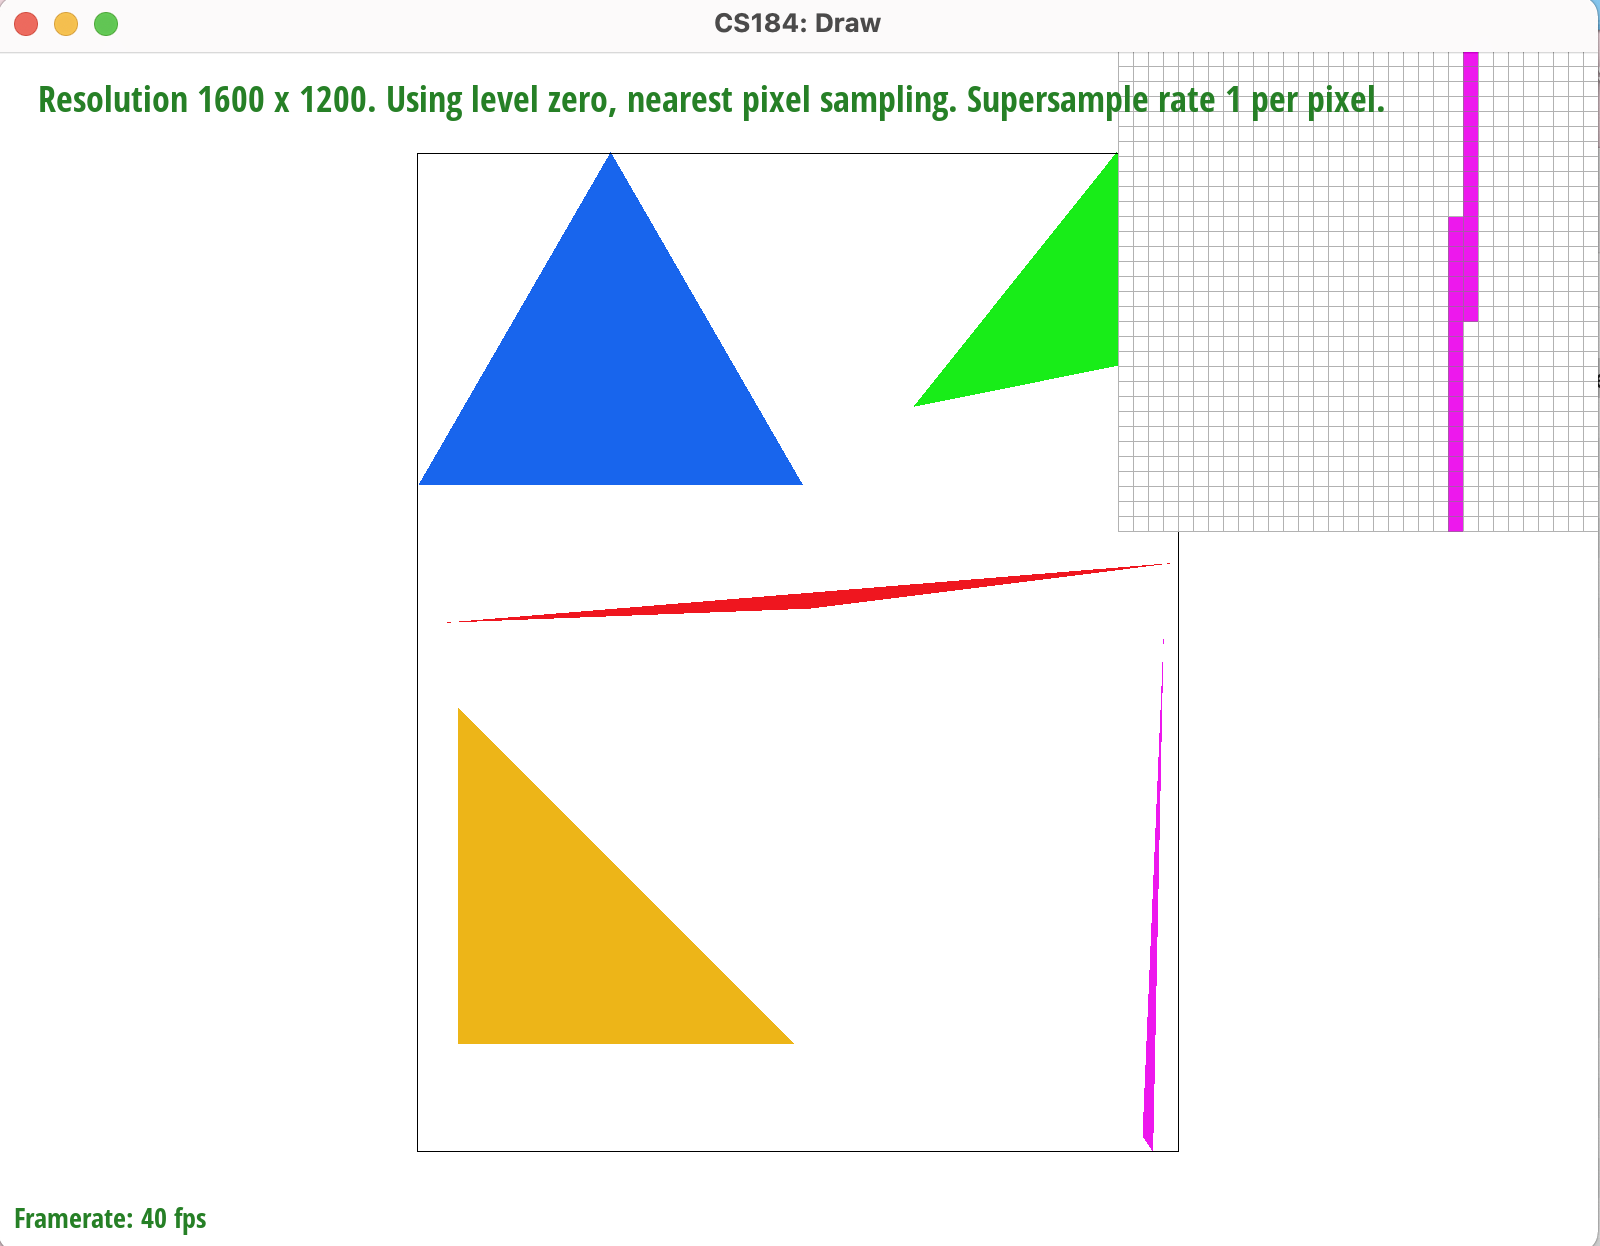 CS184: Draw
Resolution 1600 x 1200. Using level zero, nearest pixel sampling. Supersample rate 1 per pixel.
Framerate: 40 fps